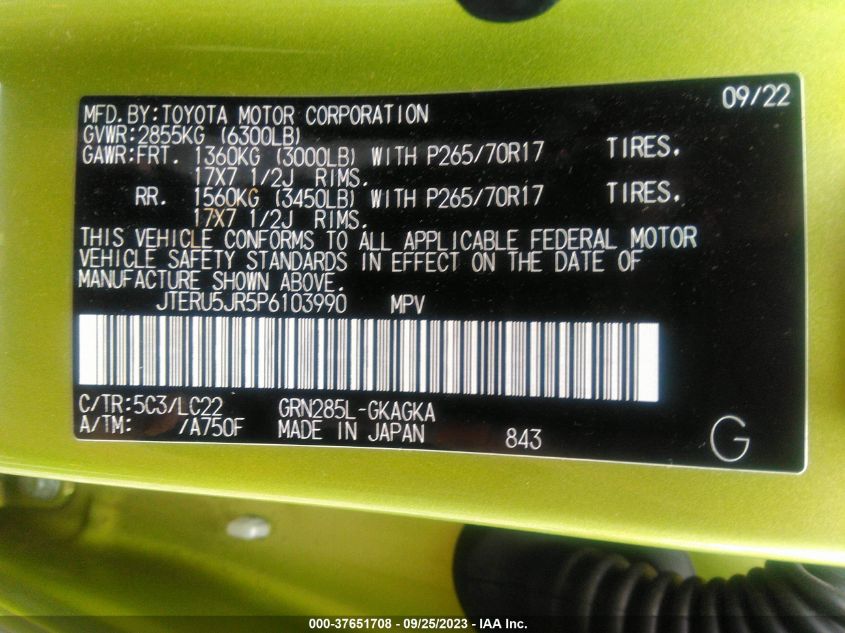 09/22
MFD.BY:TOYOTA MOTOR CORPORATION
GVWR:2855KG (6300LB)
GAWR:FRT. 1360KG (3000LB) WITH P265/70R17 TIRES.
17X7 1/2J RIMS.
RR. 1560KG (3450LB) WITH P265/70R17 TIRES.
17X7 1/2J RIMS.
THIS VEHICLE CONFORMS TO ALL APPLICABLE FEDERAL MOTOR
VEHICLE SAFETY STANDARDS IN EFFECT ON THE DATE OF
MANUFACTURE SHOWN ABOVE.
JTERU5JR5P6103990 MPV
C/TR:5C3/LC22 GRN285L-GKAGKA
A/TM: /A750F MADE IN JAPAN 843 G
000-37651708 - 09/25/2023 - IAA Inc.